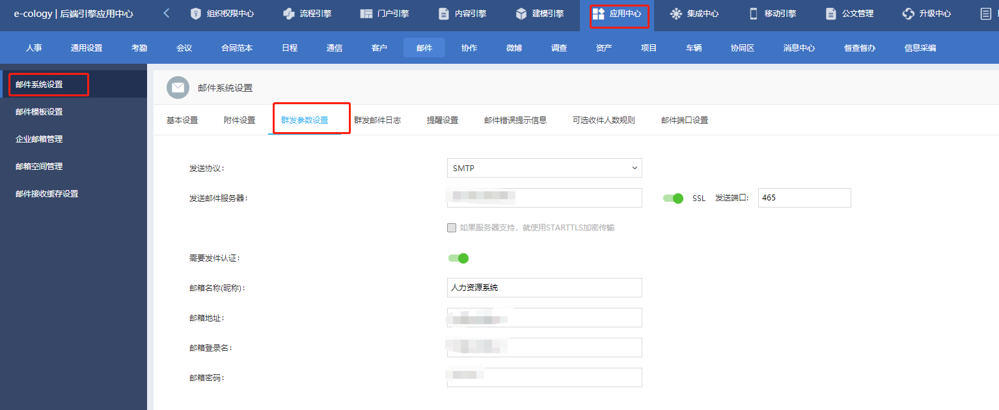 e-cology | 后端引擎应用中心 组织权限中心 流程引擎 门户引擎 内容引擎 建模引擎 应用中心 集成中心 移动引擎 公文管理 升级中心
人事 通用设置 考勤 会议 合同范本 日程 通信 客户 邮件 协作 微博 调查 资产 项目 车辆 协同区 消息中心 督查督办 信息采编
邮件系统设置
邮件模板设置
企业邮箱管理
邮箱空间管理
邮件接收缓存设置
邮件系统设置
基本设置 附件设置 群发参数设置 群发邮件日志 提醒设置 邮件错误提示信息 可选收件人数规则 邮件端口设置
发送协议: SMTP
发送邮件服务器: SSL 发送端口: 465
如果服务器支持，就使用STARTTLS加密传输
需要发件认证:
邮箱名称(昵称): 人力资源系统
邮箱地址:
邮箱登录名:
邮箱密码: